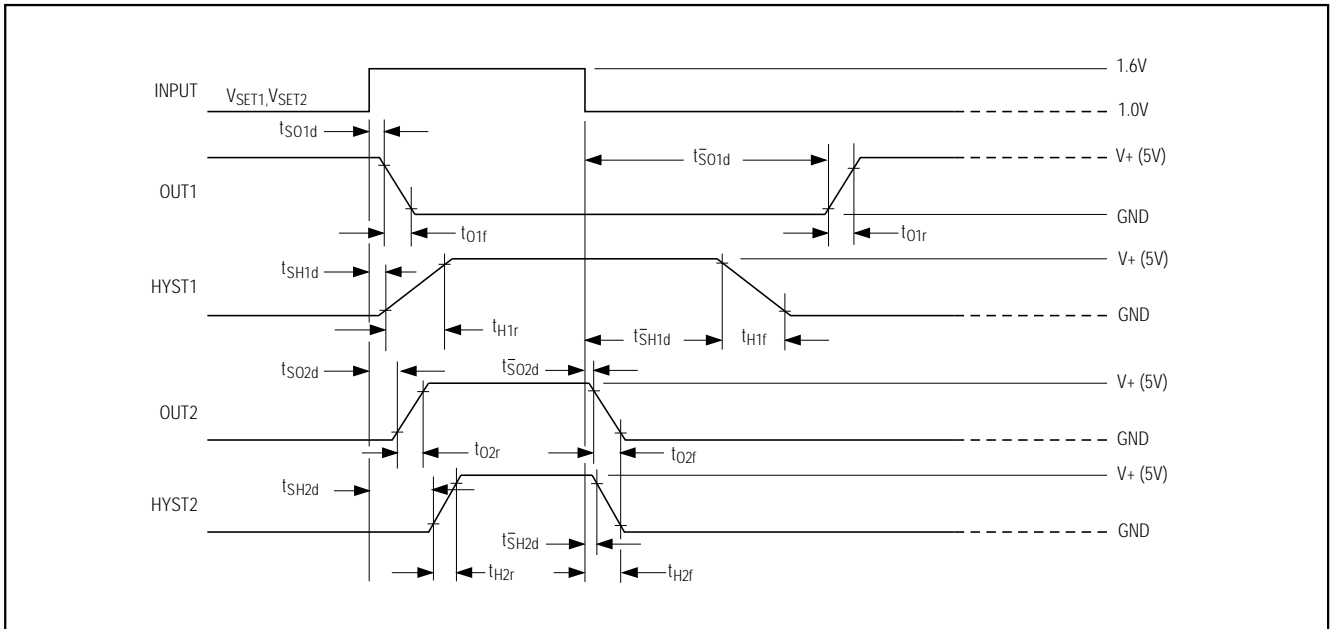 INPUT VSET1,VSET2 1.6V
1.0V
tSO1d
OUT1 tS̅O1d V+ (5V)
GND
tO1f tO1r
tSH1d V+ (5V)
HYST1 GND
tH1r tS̅H1d tH1f
tSO2d tS̅O2d V+ (5V)
OUT2 GND
tO2r tO2f
tSH2d V+ (5V)
HYST2 GND
tS̅H2d
tH2r tH2f